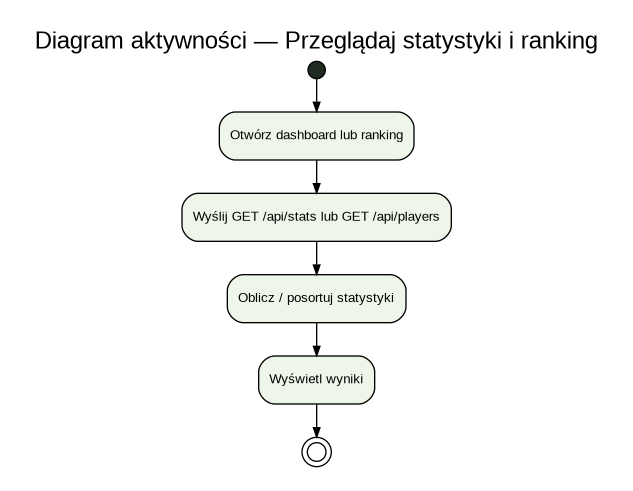 Diagram aktywności — Przeglądaj statystyki i ranking
Otwórz dashboard lub ranking
Wyślij GET /api/stats lub GET /api/players
Oblicz / posortuj statystyki
Wyświetl wyniki